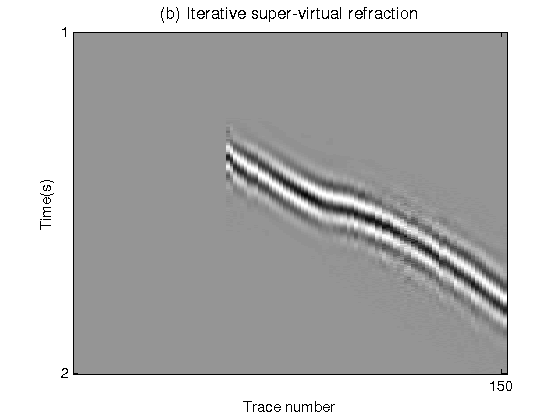 (b) Iterative super-virtual refraction
1
Time(s)
2
150
Trace number